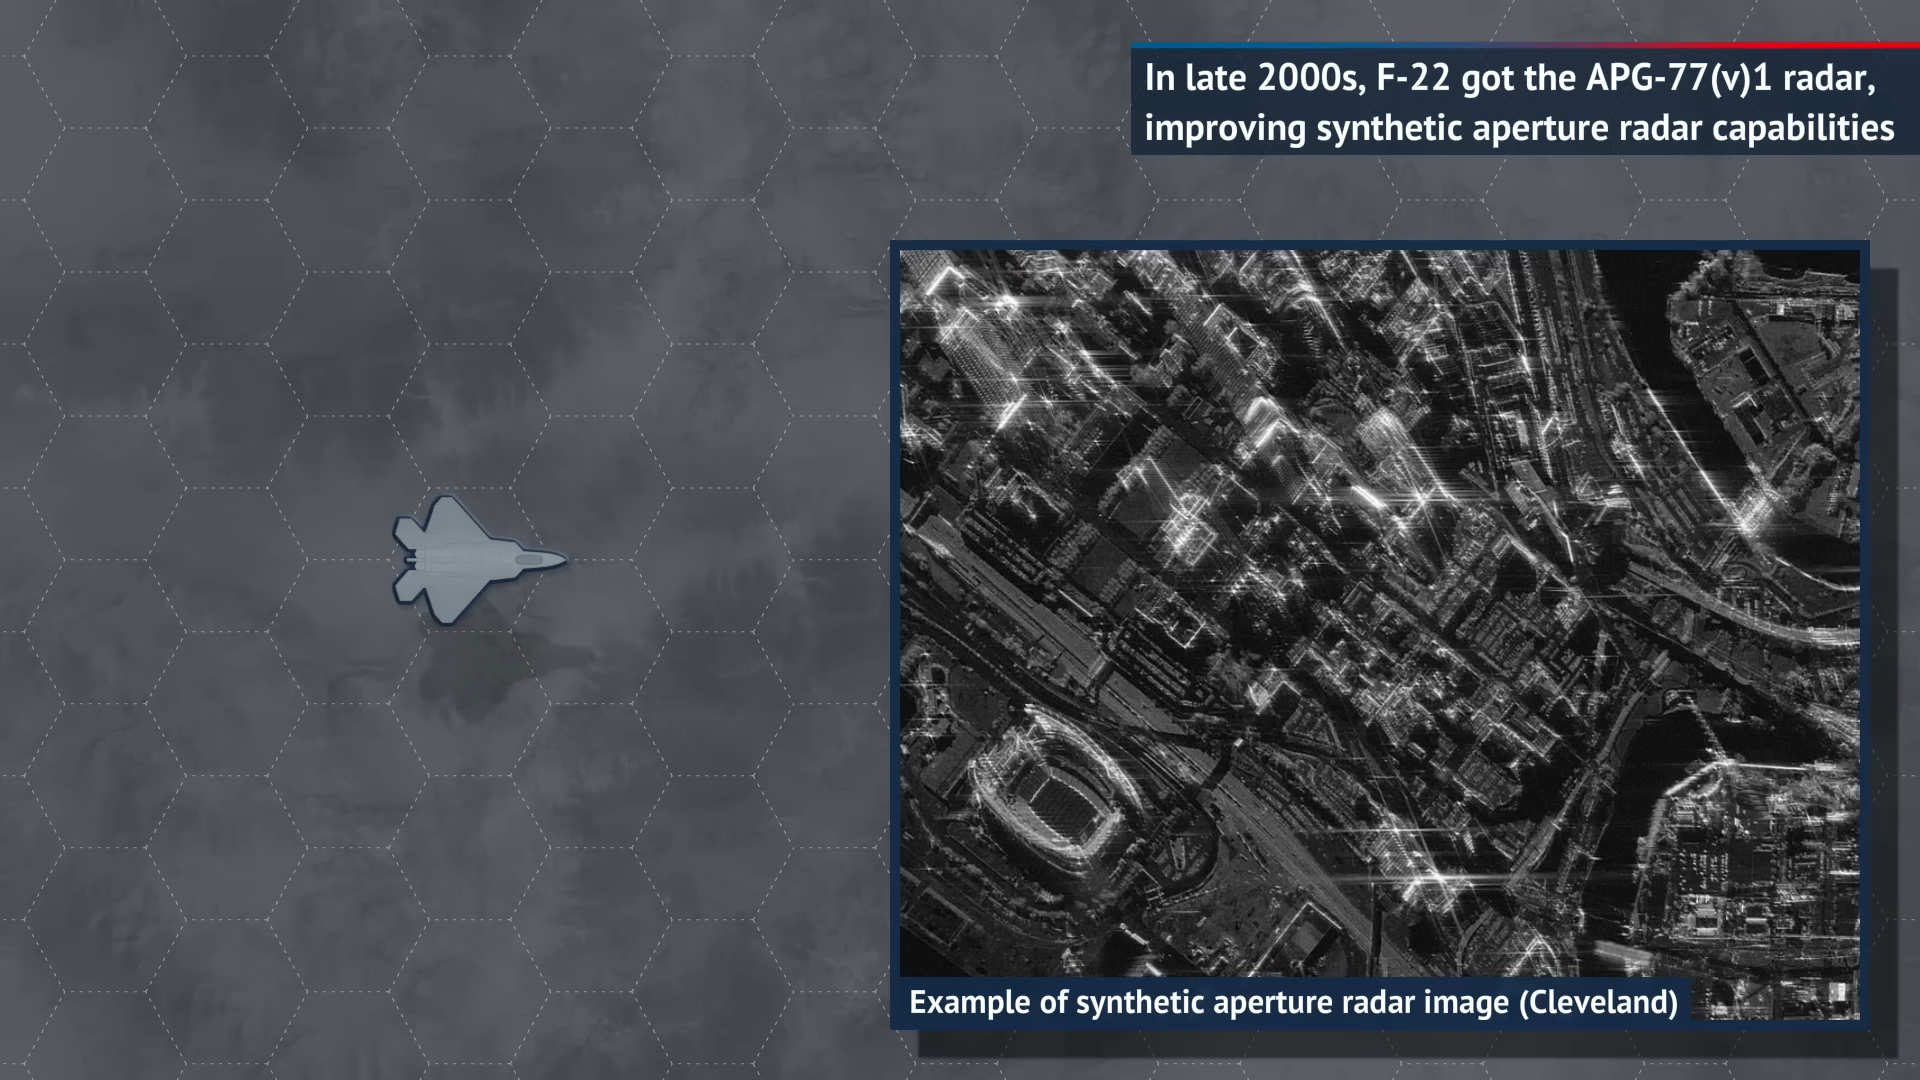 In late 2000s, F-22 got the APG-77(v)1 radar,
improving synthetic aperture radar capabilities
Example of synthetic aperture radar image (Cleveland)